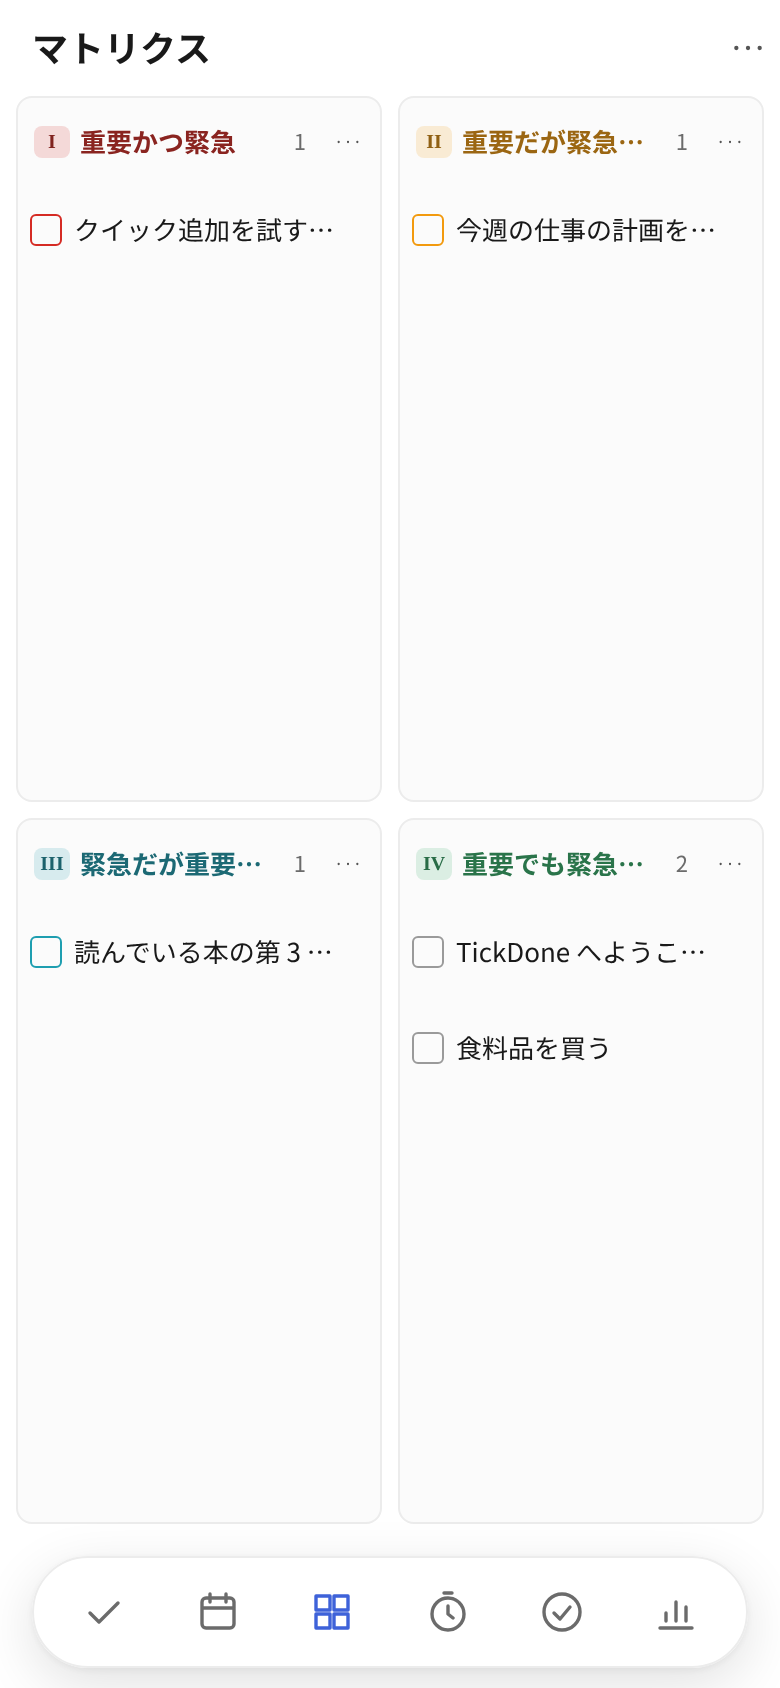 マトリクス
I 重要かつ緊急 1
クイック追加を試す…
II 重要だが緊急… 1
今週の仕事の計画を…
III 緊急だが重要… 1
読んでいる本の第 3 …
IV 重要でも緊急… 2
TickDone へようこ…
食料品を買う